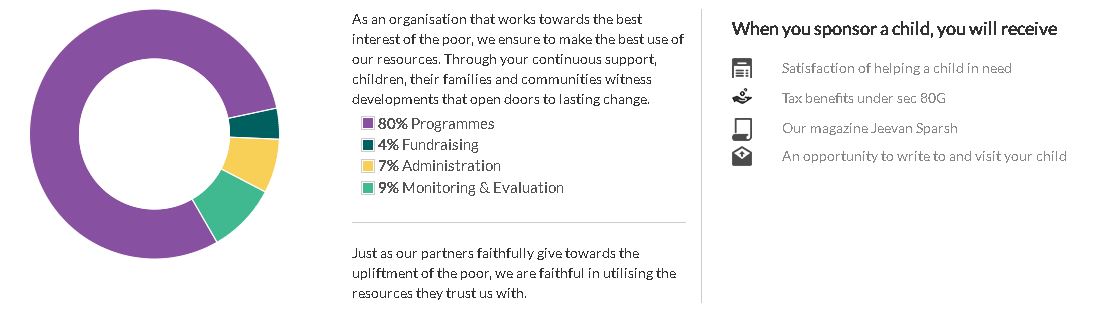 As an organisation that works towards the best
interest of the poor, we ensure to make the best use of
our resources. Through your continuous support,
children, their families and communities witness
developments that open doors to lasting change.
80% Programmes
4% Fundraising
7% Administration
9% Monitoring & Evaluation
Just as our partners faithfully give towards the
upliftment of the poor, we are faithful in utilising the
resources they trust us with.
When you sponsor a child, you will receive
Satisfaction of helping a child in need
Tax benefits under sec 80G
Our magazine Jeevan Sparsh
An opportunity to write to and visit your child